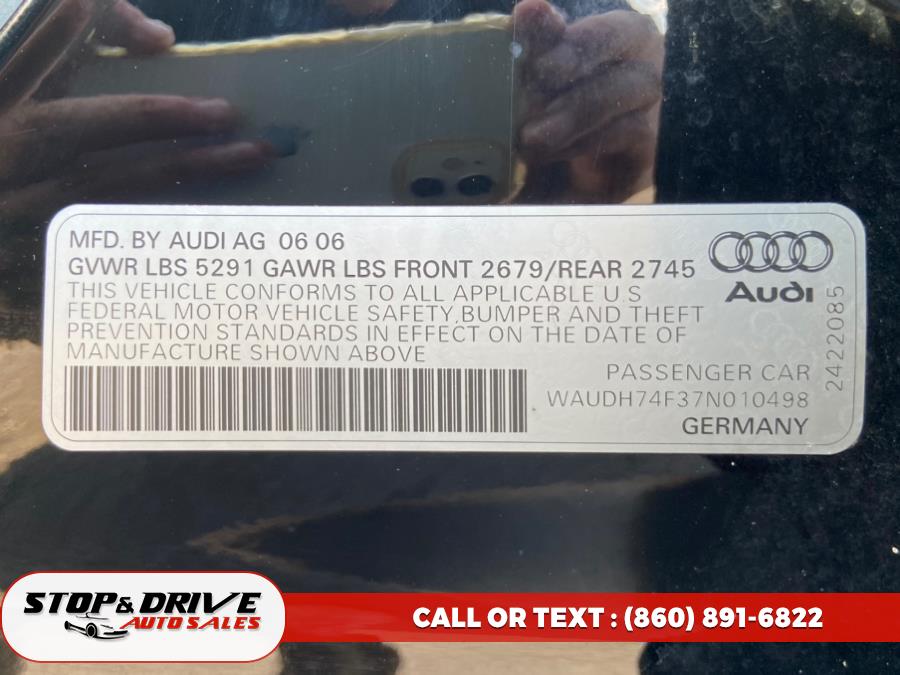 MFD. BY AUDI AG 06 06
GVWR LBS 5291 GAWR LBS FRONT 2679/REAR 2745
THIS VEHICLE CONFORMS TO ALL APPLICABLE U.S
FEDERAL MOTOR VEHICLE SAFETY,BUMPER AND THEFT
PREVENTION STANDARDS IN EFFECT ON THE DATE OF
MANUFACTURE SHOWN ABOVE
Audi
2422085
PASSENGER CAR
WAUDH74F37N010498
GERMANY
STOP & DRIVE
AUTO SALES
CALL OR TEXT : (860) 891-6822